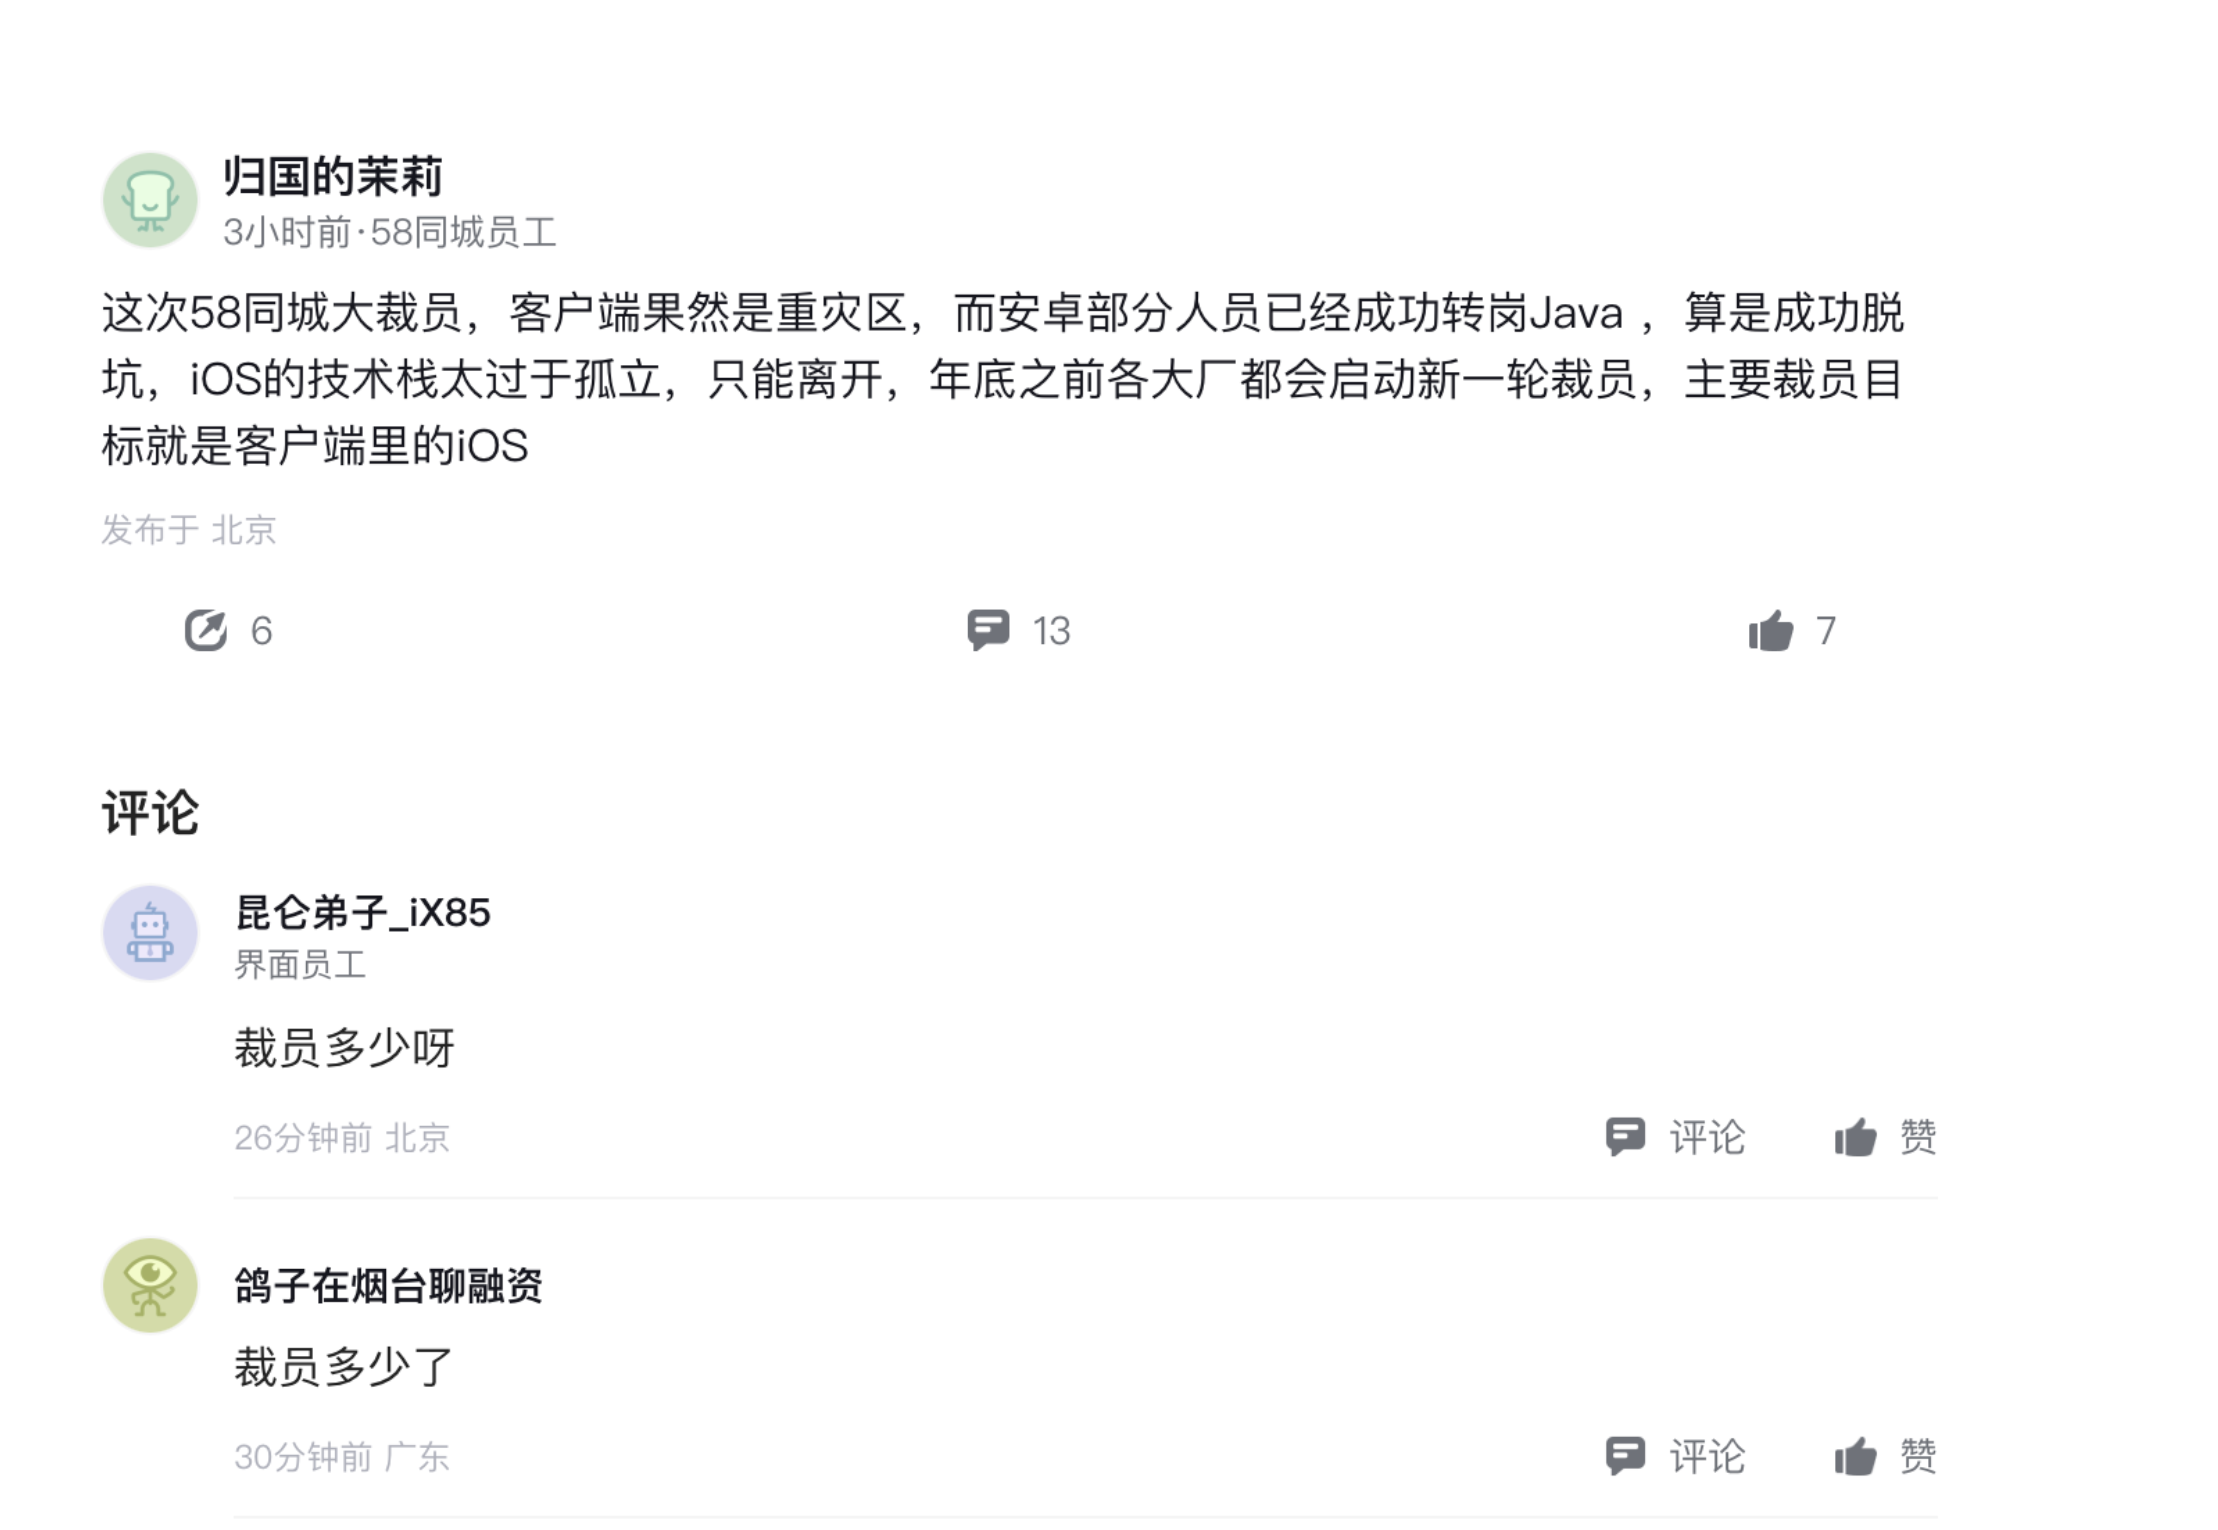 归国的茉莉
3小时前·58同城员工
这次58同城大裁员，客户端果然是重灾区，而安卓部分人员已经成功转岗Java ，算是成功脱
坑，iOS的技术栈太过于孤立，只能离开，年底之前各大厂都会启动新一轮裁员，主要裁员目
标就是客户端里的iOS
发布于 北京
6 13 7
评论
昆仑弟子_iX85
界面员工
裁员多少呀
26分钟前 北京 评论 赞
鸽子在烟台聊融资
裁员多少了
30分钟前 广东 评论 赞